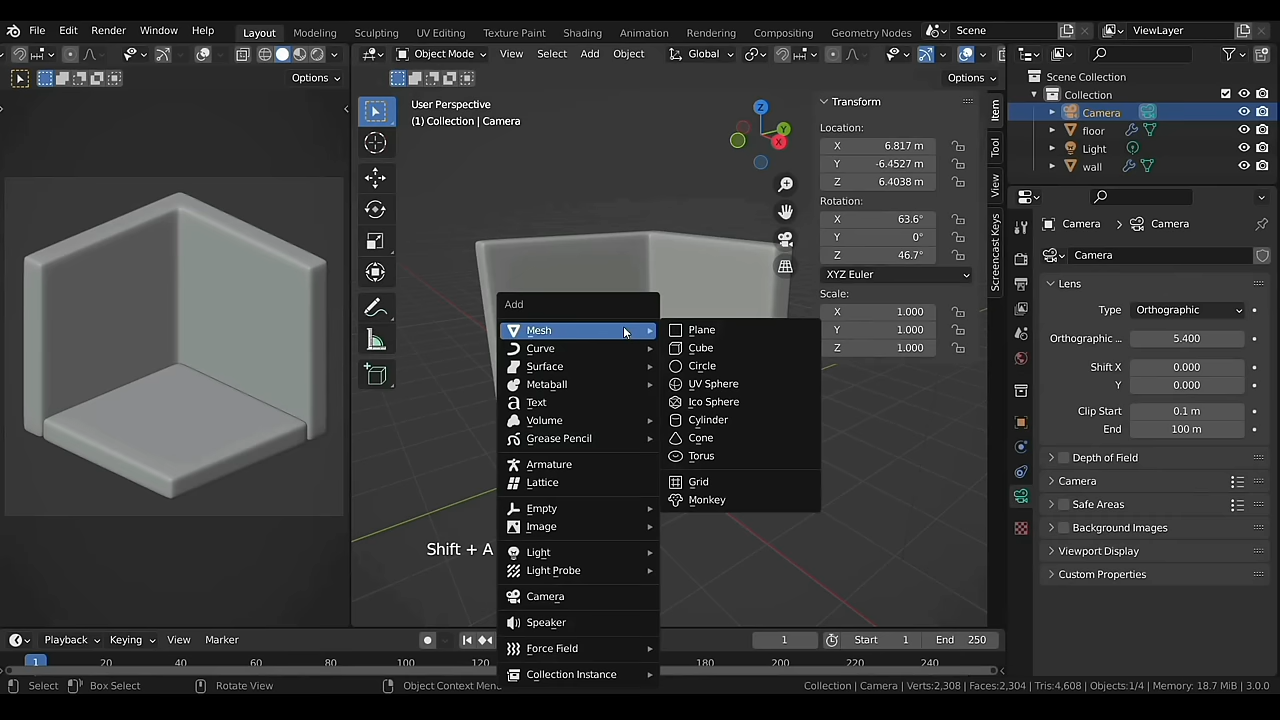 File Edit Render Window Help Layout Modeling Sculpting UV Editing Texture Paint Shading Animation Rendering Compositing Geometry Nodes Scene ViewLayer
Object Mode View Select Add Object Global
Options Options
User Perspective
(1) Collection | Camera
Z
Y
X
Transform
Location:
X 6.817 m
Y -6.4527 m
Z 6.4038 m
Rotation:
X 63.6°
Y 0°
Z 46.7°
XYZ Euler
Scale:
X 1.000
Y 1.000
Z 1.000
Item
Tool
View
Screencast Keys
Add
Mesh
Curve
Surface
Metaball
Text
Volume
Grease Pencil
Armature
Lattice
Empty
Image
Light
Light Probe
Camera
Speaker
Force Field
Collection Instance
Plane
Cube
Circle
UV Sphere
Ico Sphere
Cylinder
Cone
Torus
Grid
Monkey
Shift + A
Scene Collection
Collection
Camera
floor
Light
wall
Camera Camera
Camera
Lens
Type Orthographic
Orthographic ... 5.400
Shift X 0.000
Y 0.000
Clip Start 0.1 m
End 100 m
Depth of Field
Camera
Safe Areas
Background Images
Viewport Display
Custom Properties
Playback Keying View Marker 1 Start 1 End 250
1 20 40 60 80 100 120 180 200 220 240
Select Box Select Rotate View Object Context Menu Collection | Camera | Verts:2,308 | Faces:2,304 | Tris:4,608 | Objects:1/4 | Memory: 18.7 MiB | 3.0.0